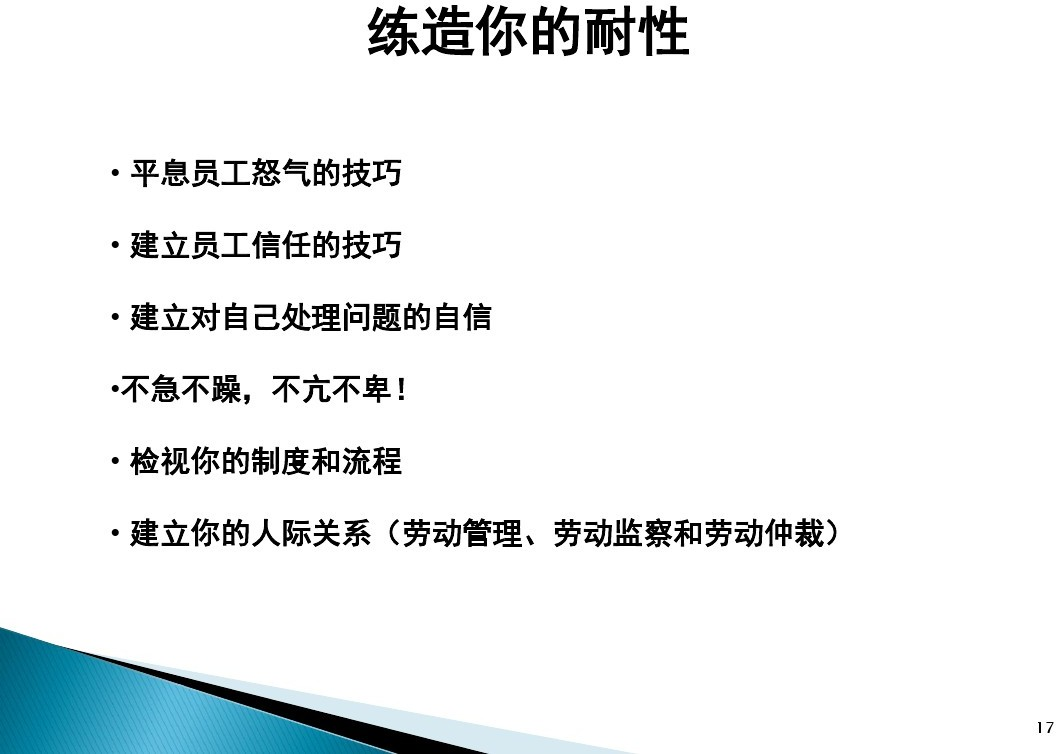 练造你的耐性
• 平息员工怒气的技巧
• 建立员工信任的技巧
• 建立对自己处理问题的自信
•不急不躁，不亢不卑！
• 检视你的制度和流程
• 建立你的人际关系（劳动管理、劳动监察和劳动仲裁）
17